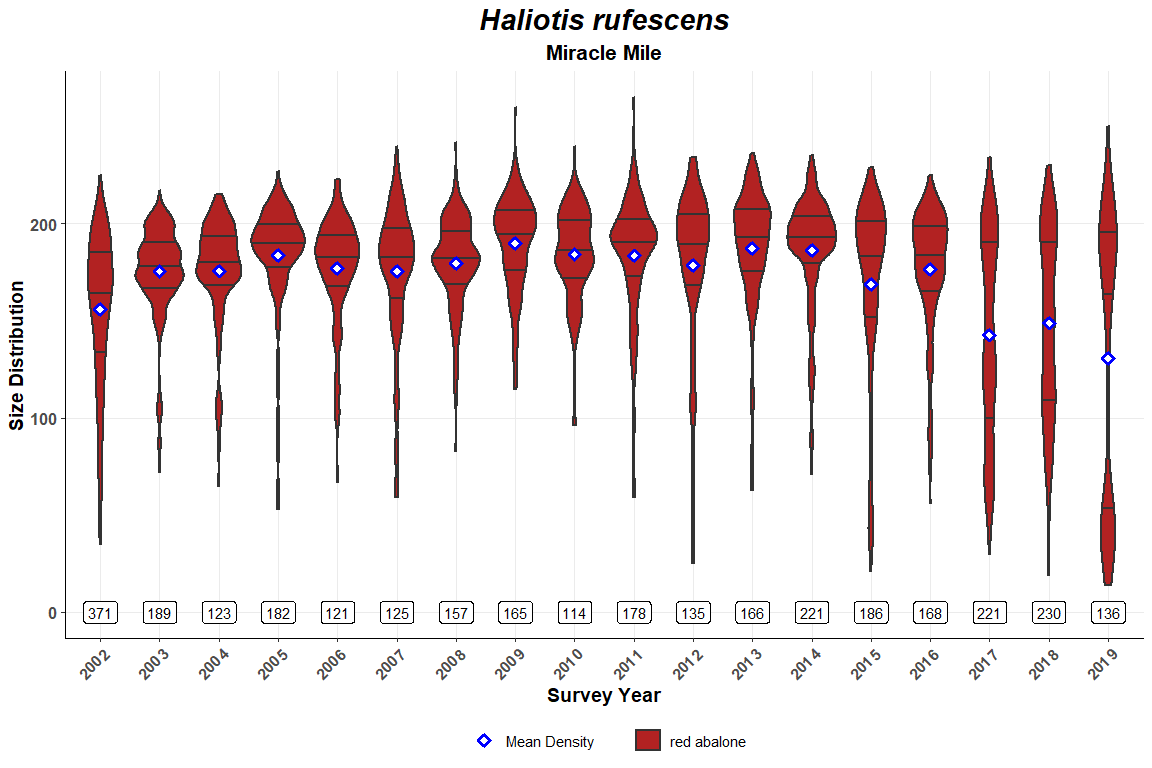 Haliotis rufescens
Miracle Mile
Size Distribution
200
100
0
371 189 123 182 121 125 157 165 114 178 135 166 221 186 168 221 230 136
2002 2003 2004 2005 2006 2007 2008 2009 2010 2011 2012 2013 2014 2015 2016 2017 2018 2019
Survey Year
Mean Density red abalone